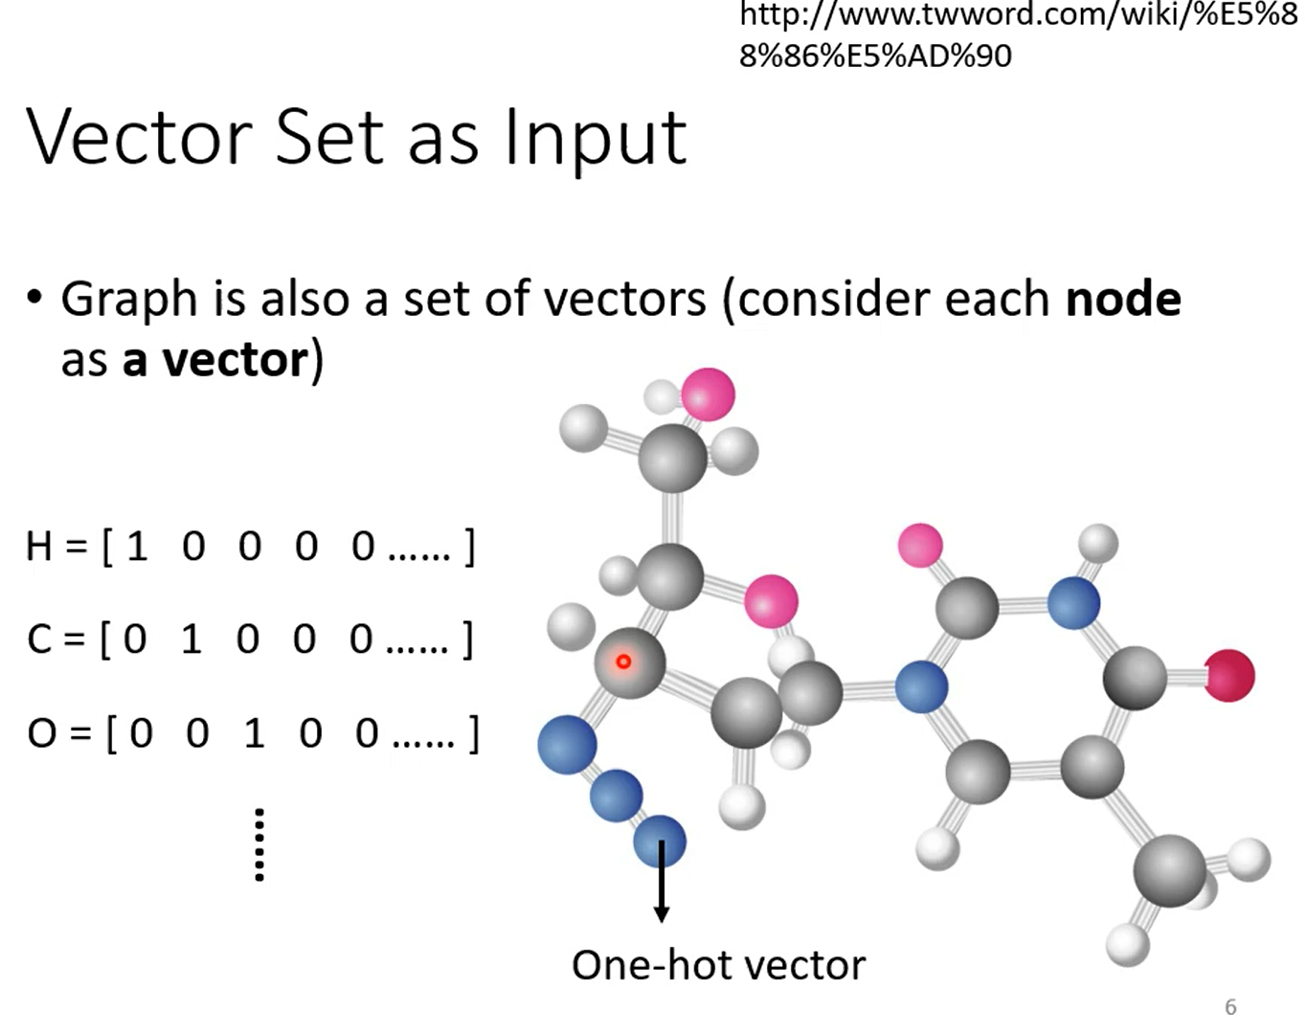 http://www.twword.com/wiki/%E5%8
8%86%E5%AD%90
Vector Set as Input
• Graph is also a set of vectors (consider each node
as a vector)
H = [ 1 0 0 0 0 …… ]
C = [ 0 1 0 0 0 …… ]
O = [ 0 0 1 0 0 …… ]
……
One-hot vector
6